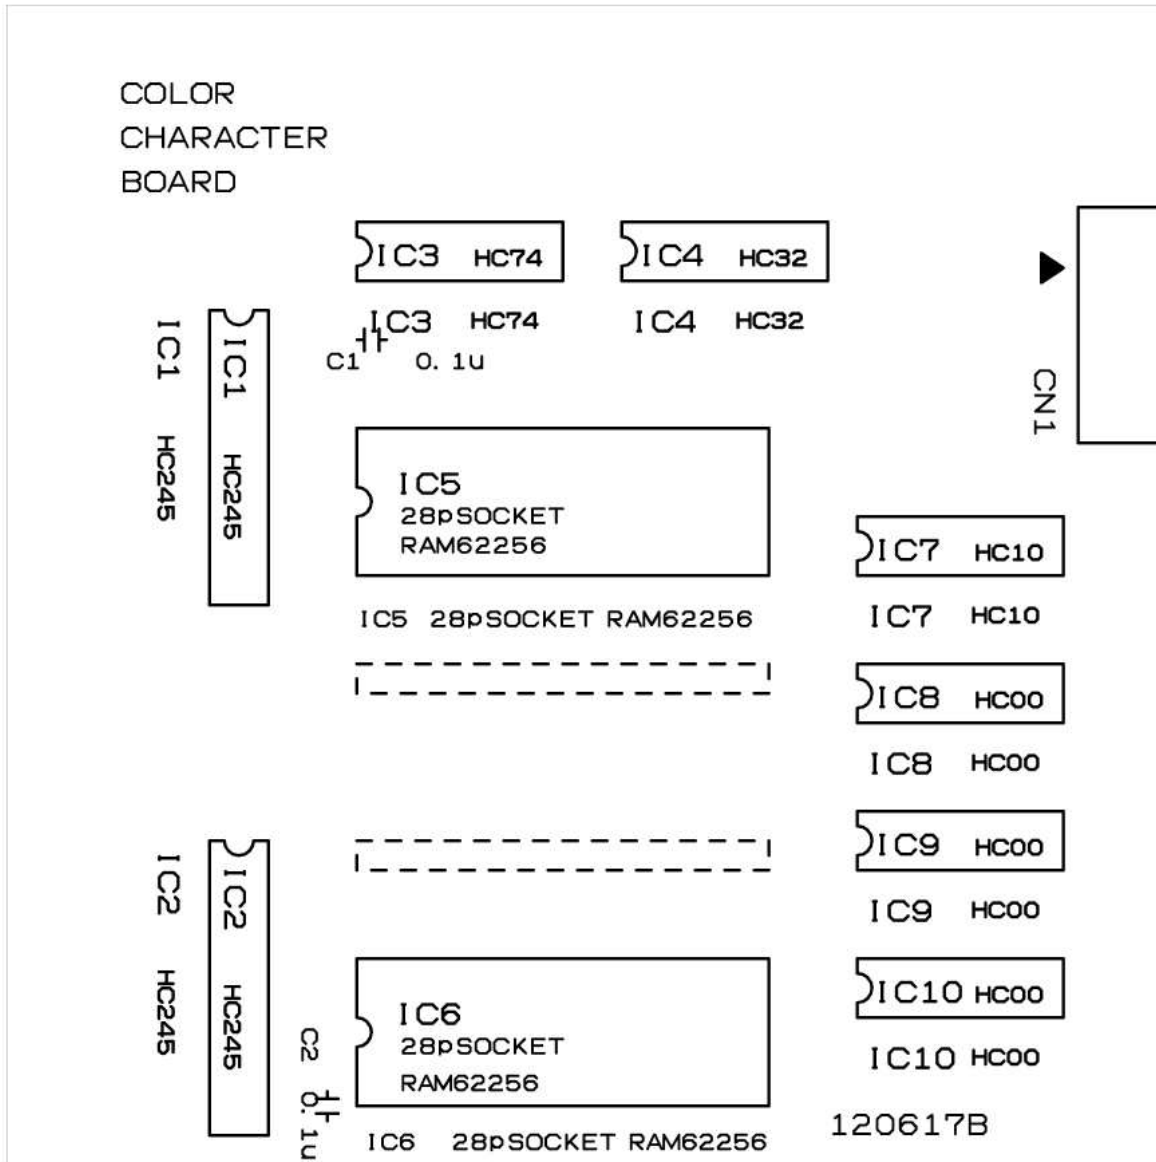 COLOR
CHARACTER
BOARD
IC3 HC74
IC4 HC32
IC3 HC74
IC4 HC32
C1 0.1u
IC1 HC245
IC1 HC245
CN1
IC5
28pSOCKET
RAM62256
IC5 28pSOCKET RAM62256
IC7 HC10
IC7 HC10
IC8 HC00
IC8 HC00
IC9 HC00
IC9 HC00
IC2 HC245
IC2 HC245
C2 0.1u
IC6
28pSOCKET
RAM62256
IC6 28pSOCKET RAM62256
IC10 HC00
IC10 HC00
120617B